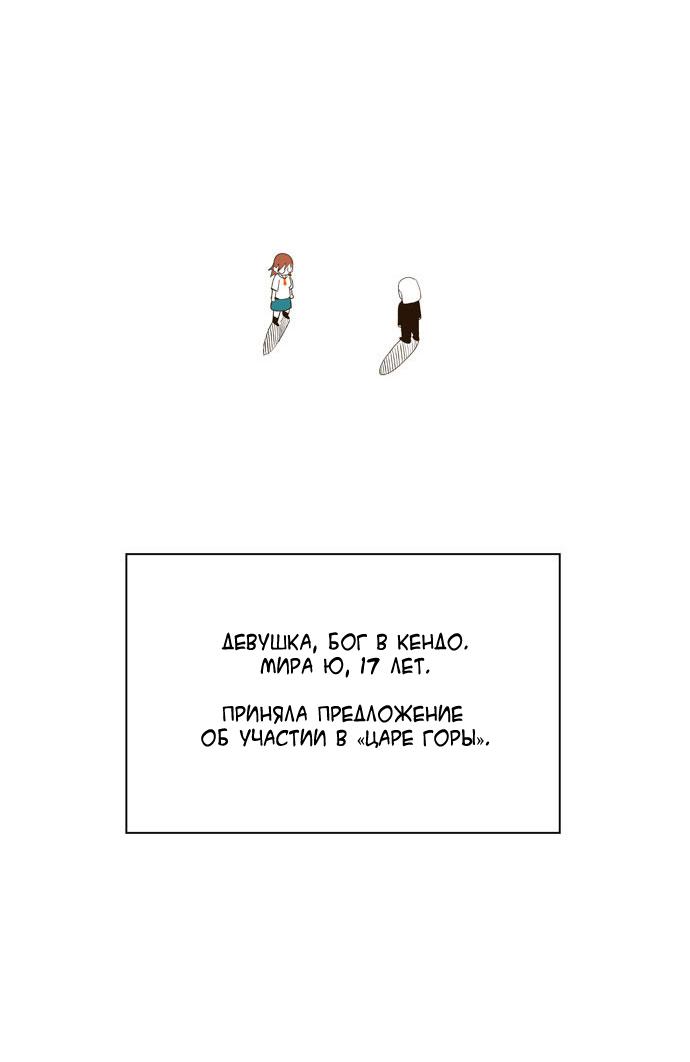 ДЕВУШКА, БОГ В КЕНДО.
МИРА Ю, 17 ЛЕТ.
ПРИНЯЛА ПРЕДЛОЖЕНИЕ
ОБ УЧАСТИИ В «ЦАРЕ ГОРЫ».